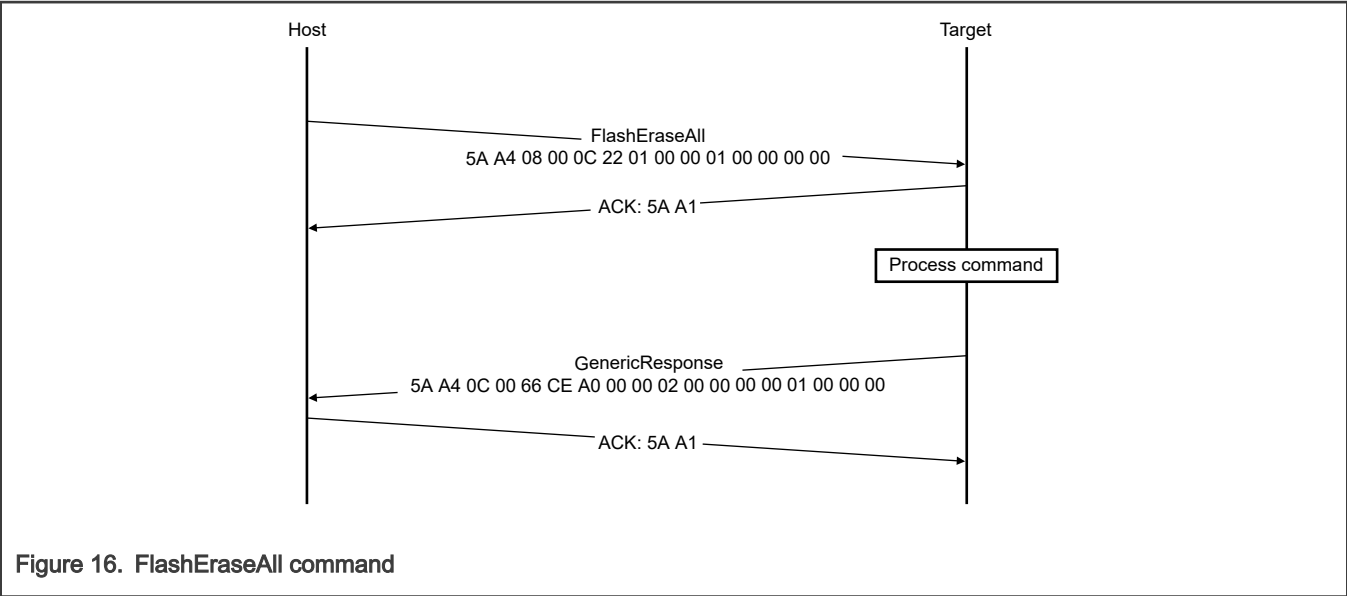 Host
Target
FlashEraseAll
5A A4 08 00 0C 22 01 00 00 01 00 00 00 00
ACK: 5A A1
Process command
GenericResponse
5A A4 0C 00 66 CE A0 00 00 02 00 00 00 00 01 00 00 00
ACK: 5A A1
Figure 16. FlashEraseAll command